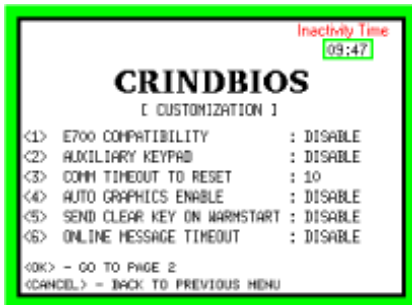 Inactivity Time
09:47
CRINDBIOS
[ CUSTOMIZATION ]
<1> E700 COMPATIBILITY : DISABLE
<2> AUXILIARY KEYPAD : DISABLE
<3> COMM TIMEOUT TO RESET : 10
<4> AUTO GRAPHICS ENABLE : DISABLE
<5> SEND CLEAR KEY ON WARMSTART : DISABLE
<6> ONLINE MESSAGE TIMEOUT : DISABLE
<OK> - GO TO PAGE 2
<CANCEL> - BACK TO PREVIOUS MENU